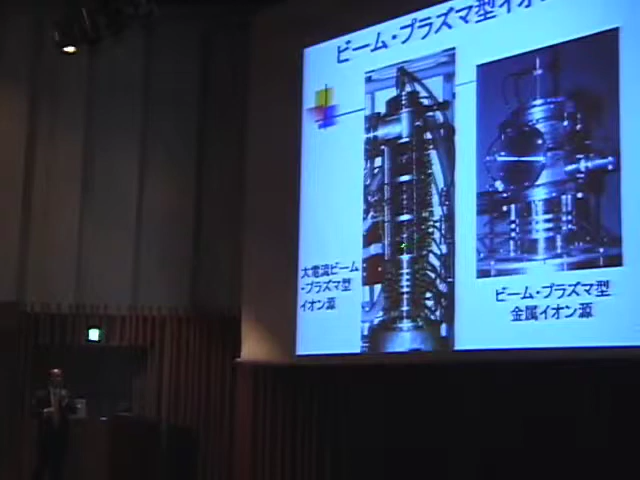 ビーム・プラズマ型イオン
大電流ビーム
・プラズマ型
イオン源
ビーム・プラズマ型
金属イオン源